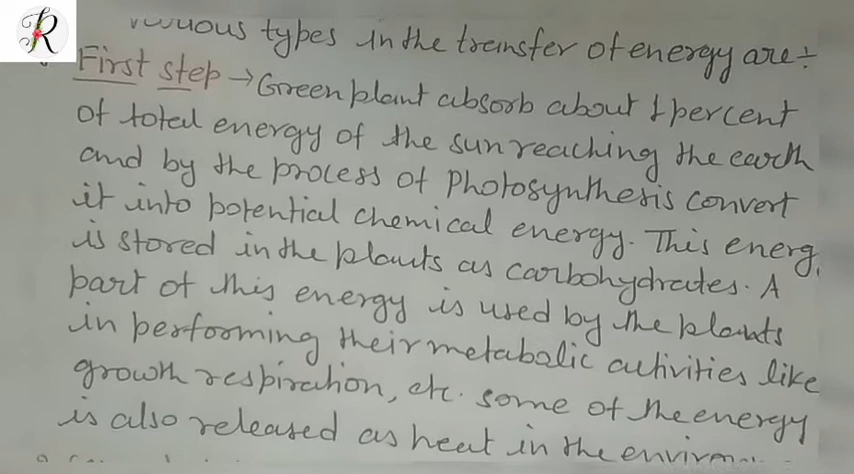 R
types in the transfer of energy are ÷
First step → Green plant absorb about 1 percent
of total energy of the sun reaching the earth
and by the process of Photosynthesis convert
it into potential chemical energy. This energ
is stored in the plants as carbohydrates. A
part of this energy is used by the plants
in performing their metabolic activities like
growth respiration, etc. some of the energy
is also released as heat in the